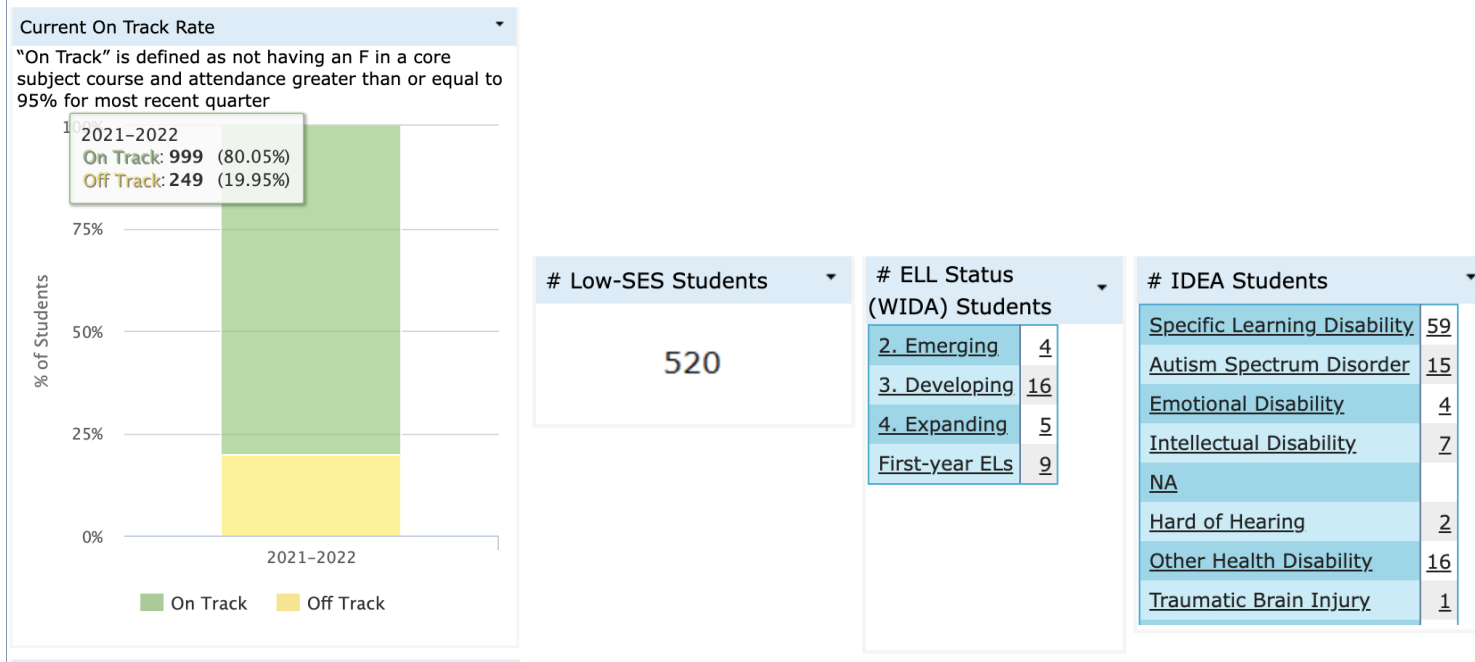 Current On Track Rate
“On Track” is defined as not having an F in a core
subject course and attendance greater than or equal to
95% for most recent quarter
100%
2021–2022
On Track: 999 (80.05%)
Off Track: 249 (19.95%)
75%
50%
25%
0%
% of Students
2021–2022
On Track
Off Track
# Low-SES Students
520
# ELL Status
(WIDA) Students
2. Emerging 4
3. Developing 16
4. Expanding 5
First-year ELs 9
# IDEA Students
Specific Learning Disability 59
Autism Spectrum Disorder 15
Emotional Disability 4
Intellectual Disability 7
NA
Hard of Hearing 2
Other Health Disability 16
Traumatic Brain Injury 1